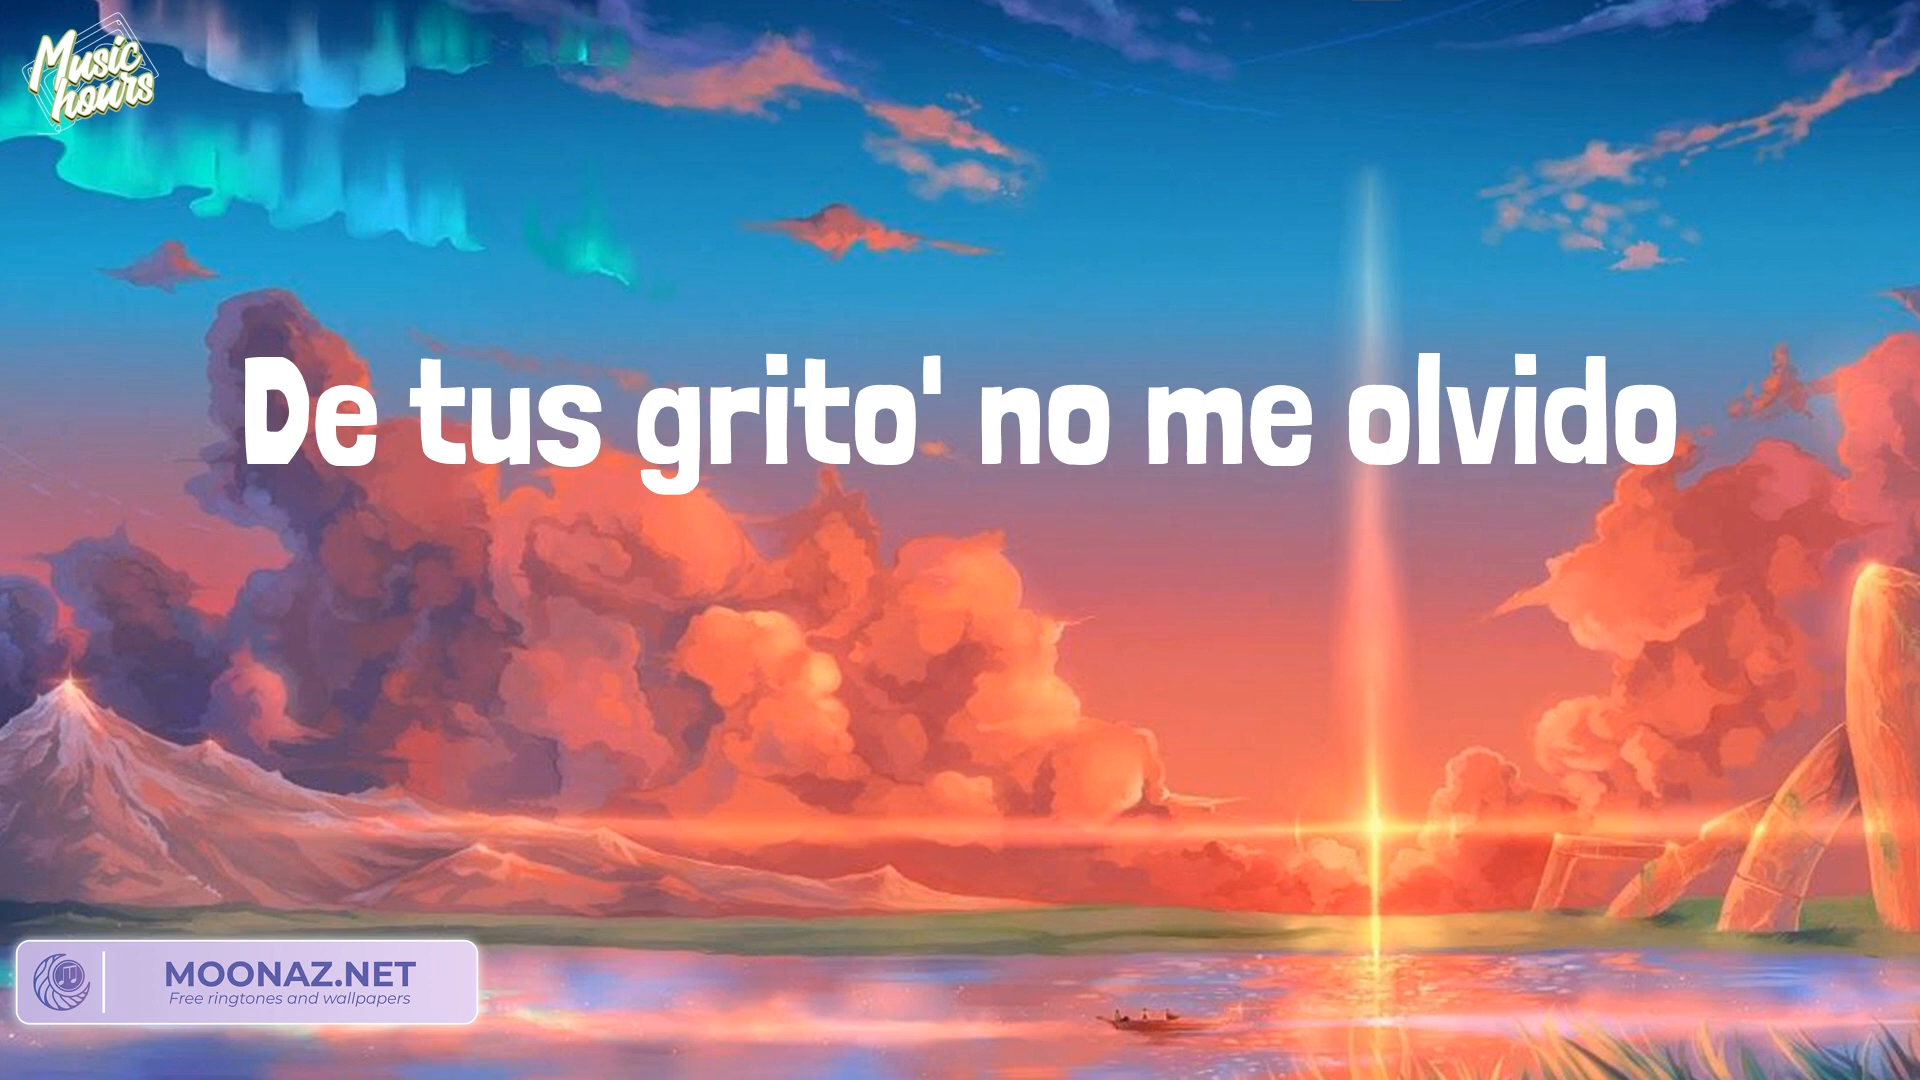 Music
hours
De tus grito' no me olvido
MOONAZ.NET
Free ringtones and wallpapers